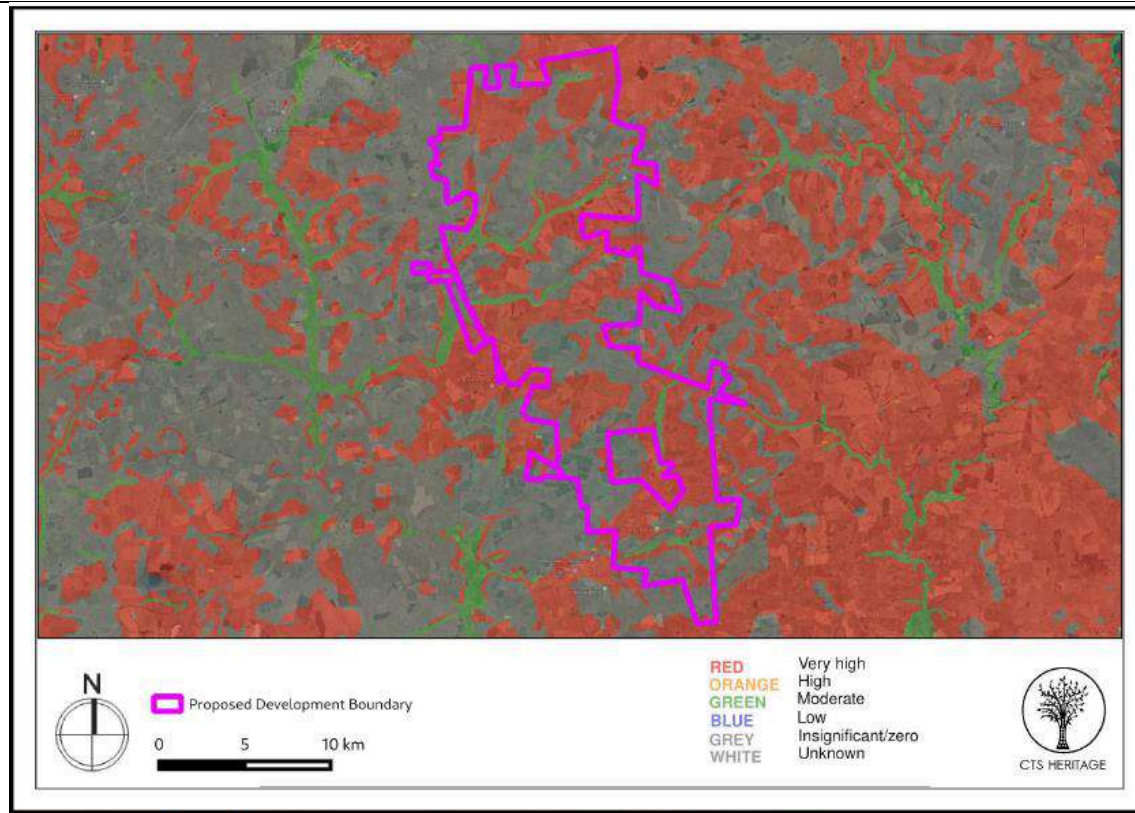 N
Proposed Development Boundary
0 5 10 km
RED Very high
ORANGE High
GREEN Moderate
BLUE Low
GREY Insignificant/zero
WHITE Unknown
CTS HERITAGE